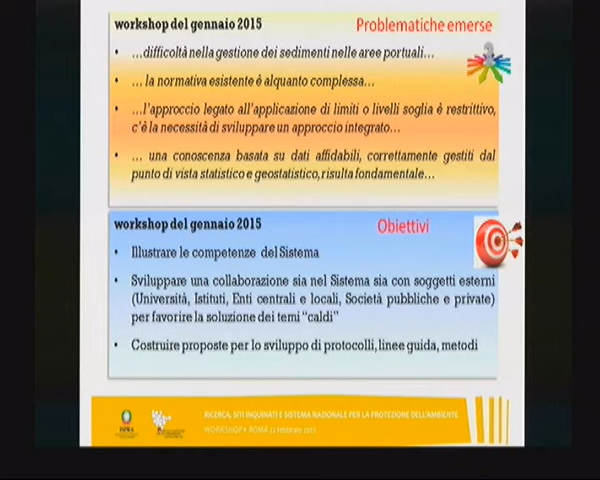 workshop del gennaio 2015
Problematiche emerse
• …difficoltà nella gestione dei sedimenti nelle aree portuali…
• … la normativa esistente è alquanto complessa…
• …l'approccio legato all'applicazione di limiti o livelli soglia è restrittivo,
c'è la necessità di sviluppare un approccio integrato…
• … una conoscenza basata su dati affidabili, correttamente gestiti dal
punto di vista statistico e geostatistico, risulta fondamentale…
workshop del gennaio 2015
Obiettivi
• Illustrare le competenze del Sistema
• Sviluppare una collaborazione sia nel Sistema sia con soggetti esterni
(Università, Istituti, Enti centrali e locali, Società pubbliche e private)
per favorire la soluzione dei temi "caldi"
• Costruire proposte per lo sviluppo di protocolli, linee guida, metodi
RICERCA, SITI INQUINATI E SISTEMA NAZIONALE PER LA PROTEZIONE DELL'AMBIENTE
WORKSHOP • ROMA
ISPRA